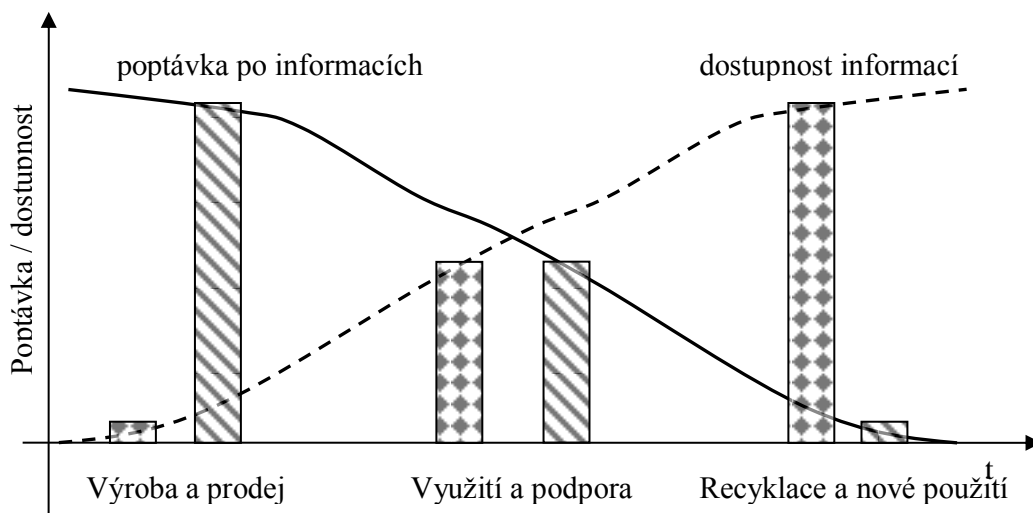 poptávka po informacích
dostupnost informací
Poptávka / dostupnost
t
Výroba a prodej
Využití a podpora
Recyklace a nové použití